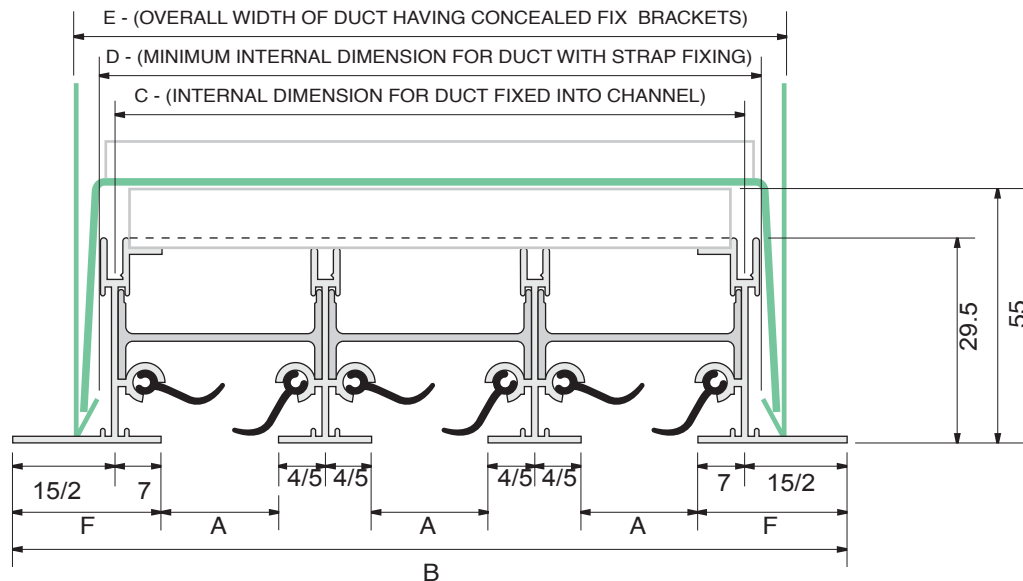 E - (OVERALL WIDTH OF DUCT HAVING CONCEALED FIX BRACKETS)
D - (MINIMUM INTERNAL DIMENSION FOR DUCT WITH STRAP FIXING)
C - (INTERNAL DIMENSION FOR DUCT FIXED INTO CHANNEL)
29.5
55
15/2
7
4/5
4/5
4/5
4/5
7
15/2
F
A
A
A
F
B